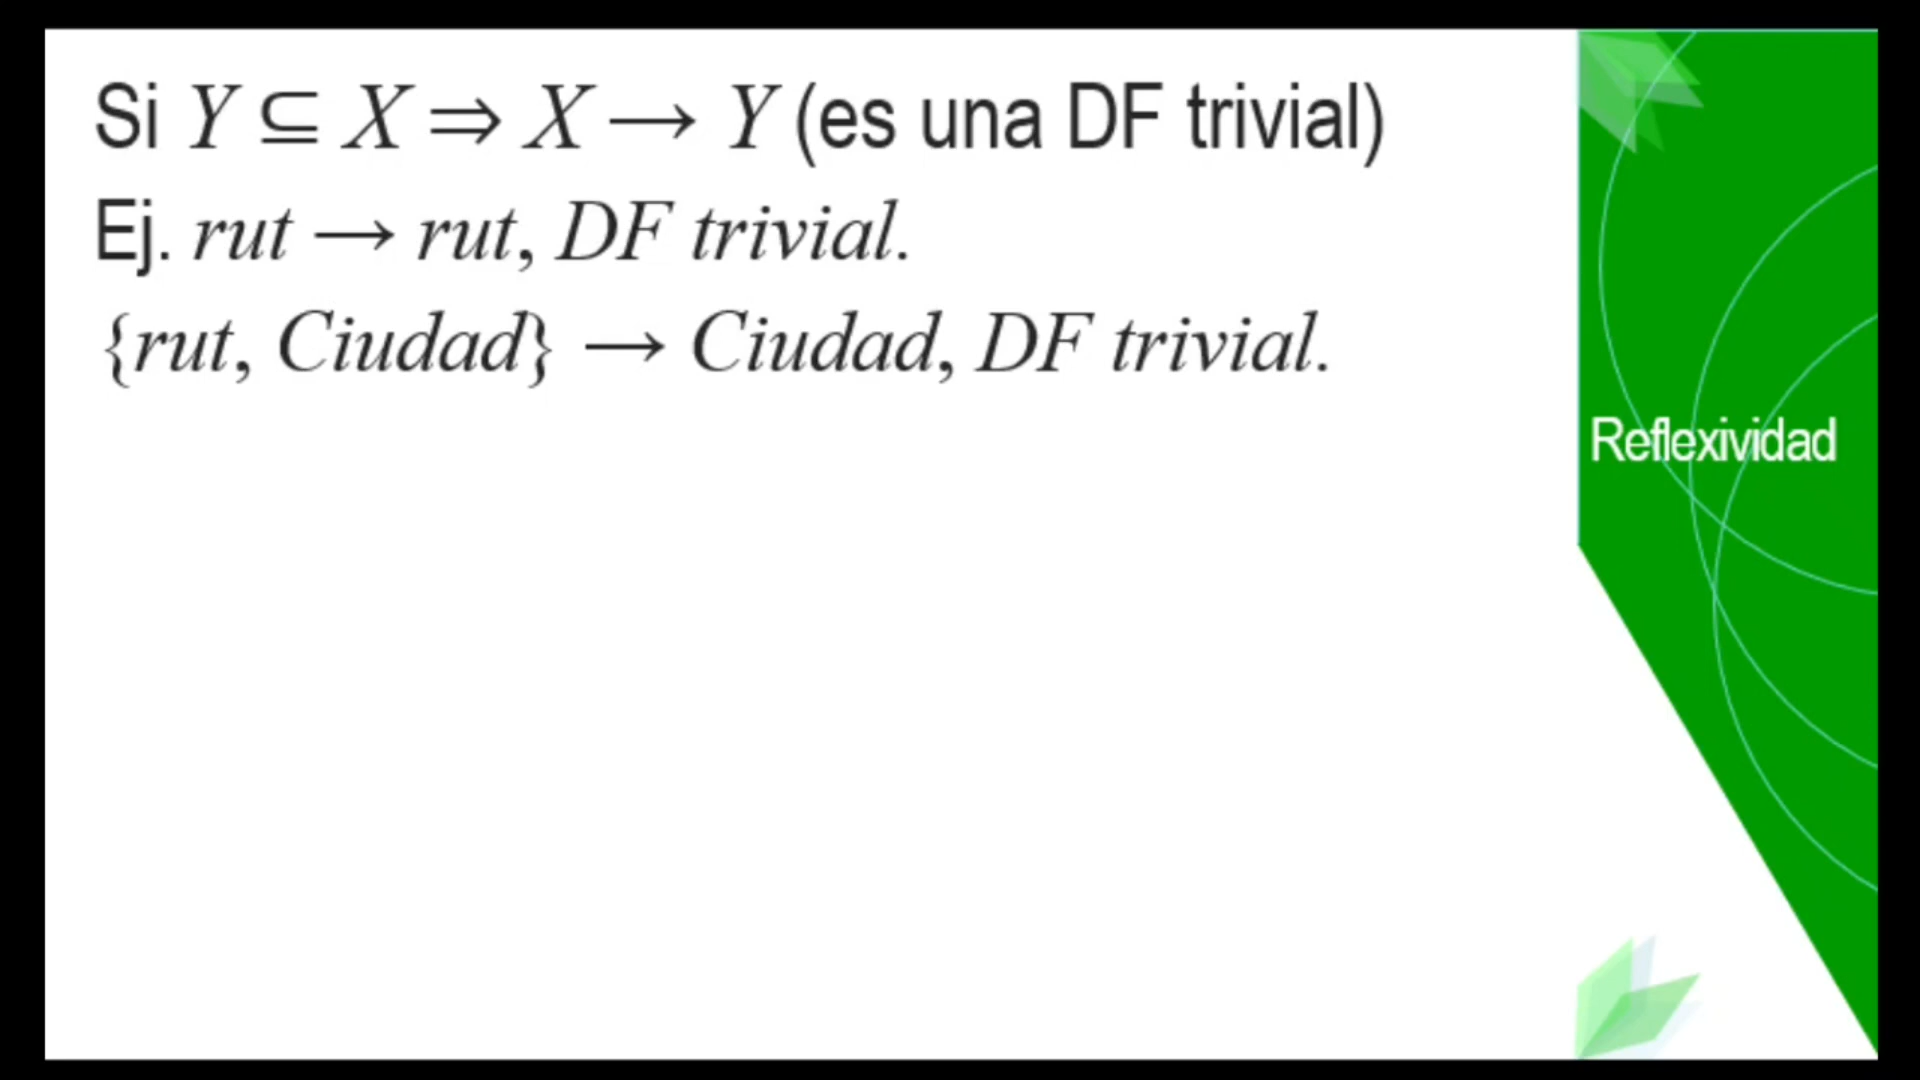 Si Y ⊆ X ⇒ X → Y (es una DF trivial)
Ej. rut → rut, DF trivial.
{rut, Ciudad} → Ciudad, DF trivial.
Reflexividad